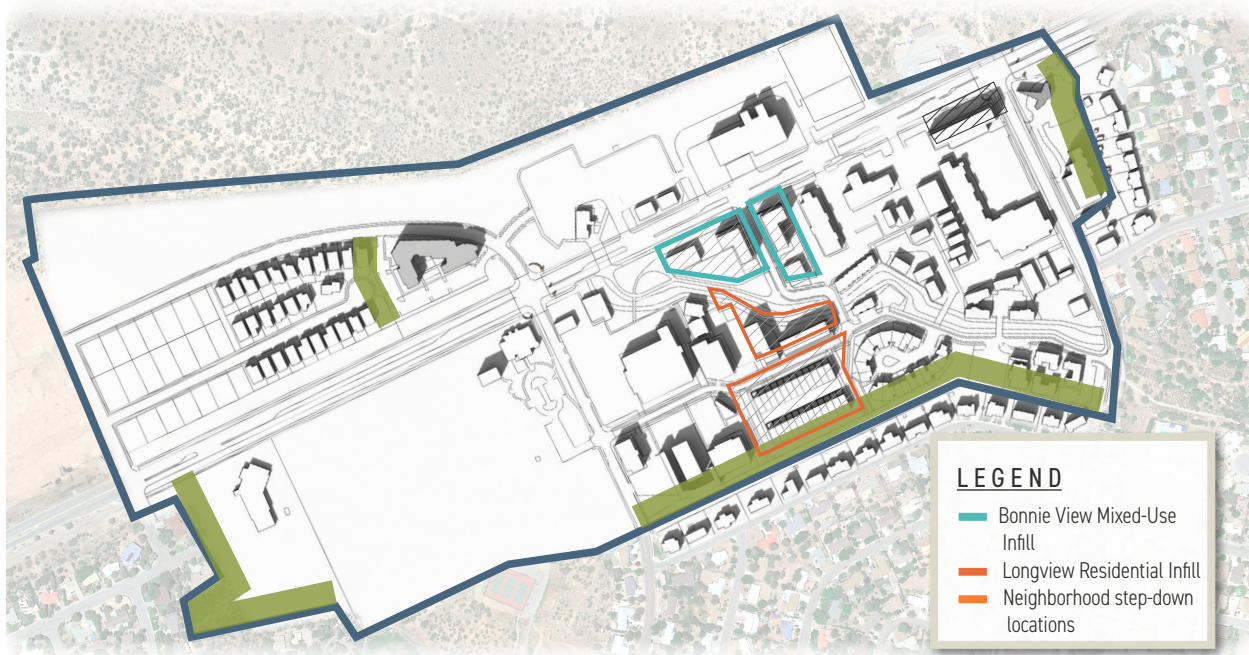 LEGEND
Bonnie View Mixed-Use
Infill
Longview Residential Infill
Neighborhood step-down
locations